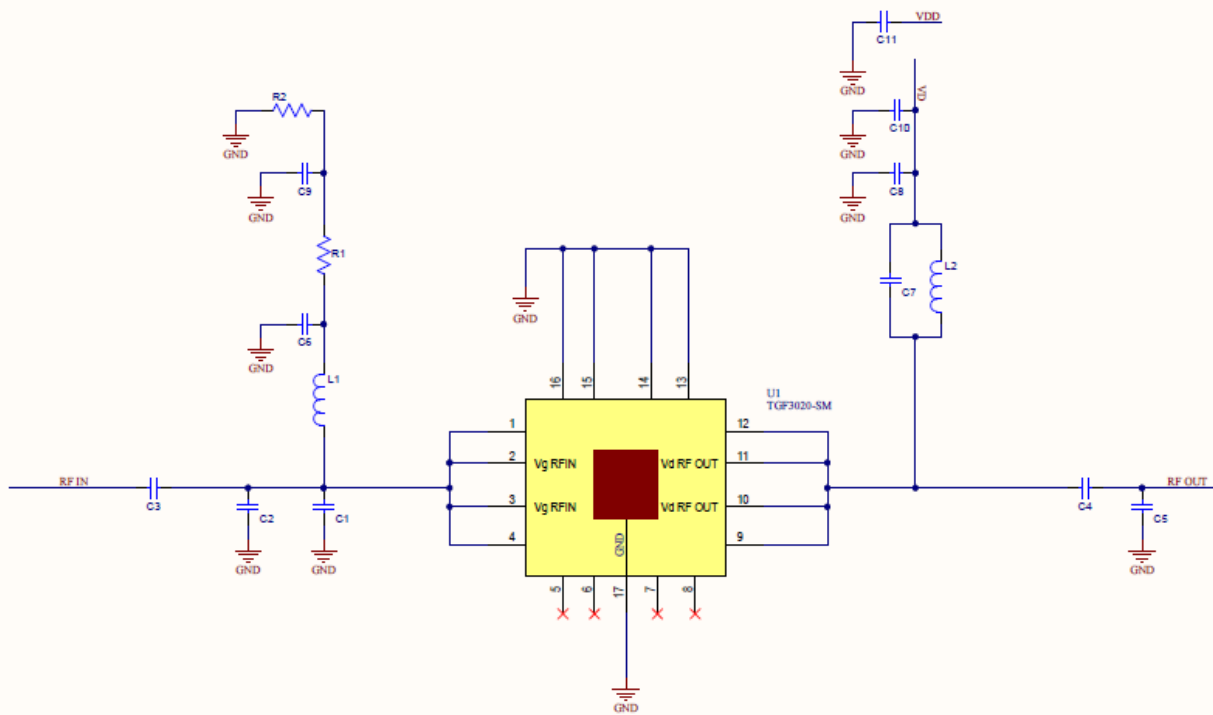 VDD
C11
GND
R2
VD
C10
GND
GND
C9
C8
GND
GND
R1
L2
C7
GND
C6
GND
L1
16
15
14
13
U1
TGF3020-SM
1
12
2
Vg RFIN
Vd RF OUT
11
RF IN
RF OUT
C3
3
Vg RFIN
Vd RF OUT
10
C4
C2
C1
C5
4
GND
9
GND
GND
GND
5
6
17
7
8
GND